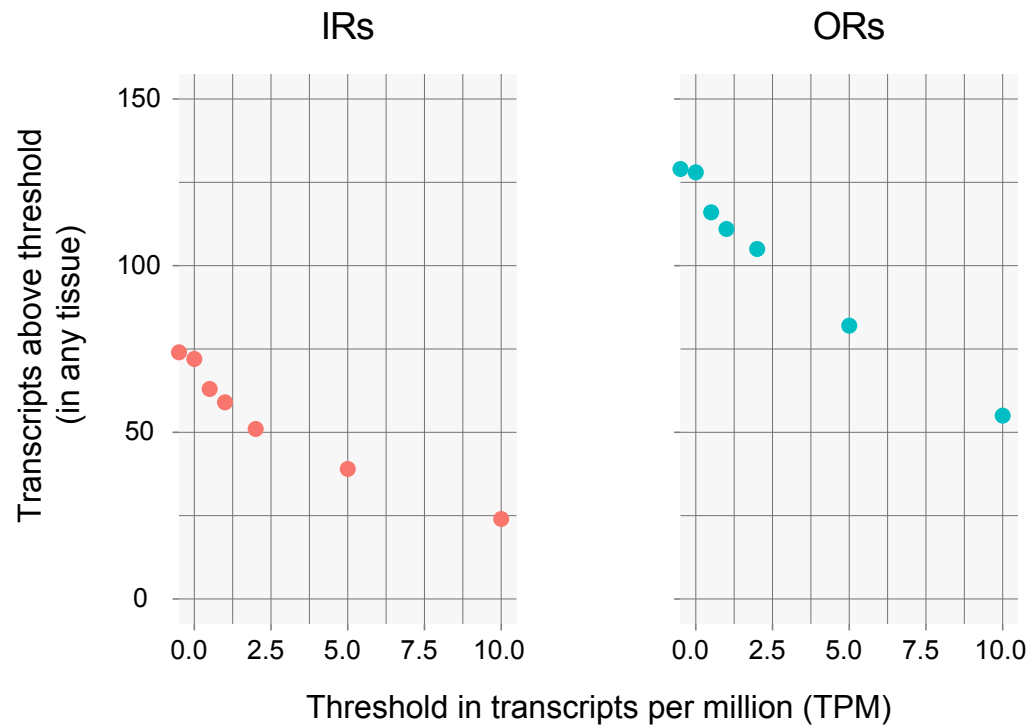 IRs
ORs
Transcripts above threshold
(in any tissue)
150
100
50
0
0.0 2.5 5.0 7.5 10.0
0.0 2.5 5.0 7.5 10.0
Threshold in transcripts per million (TPM)